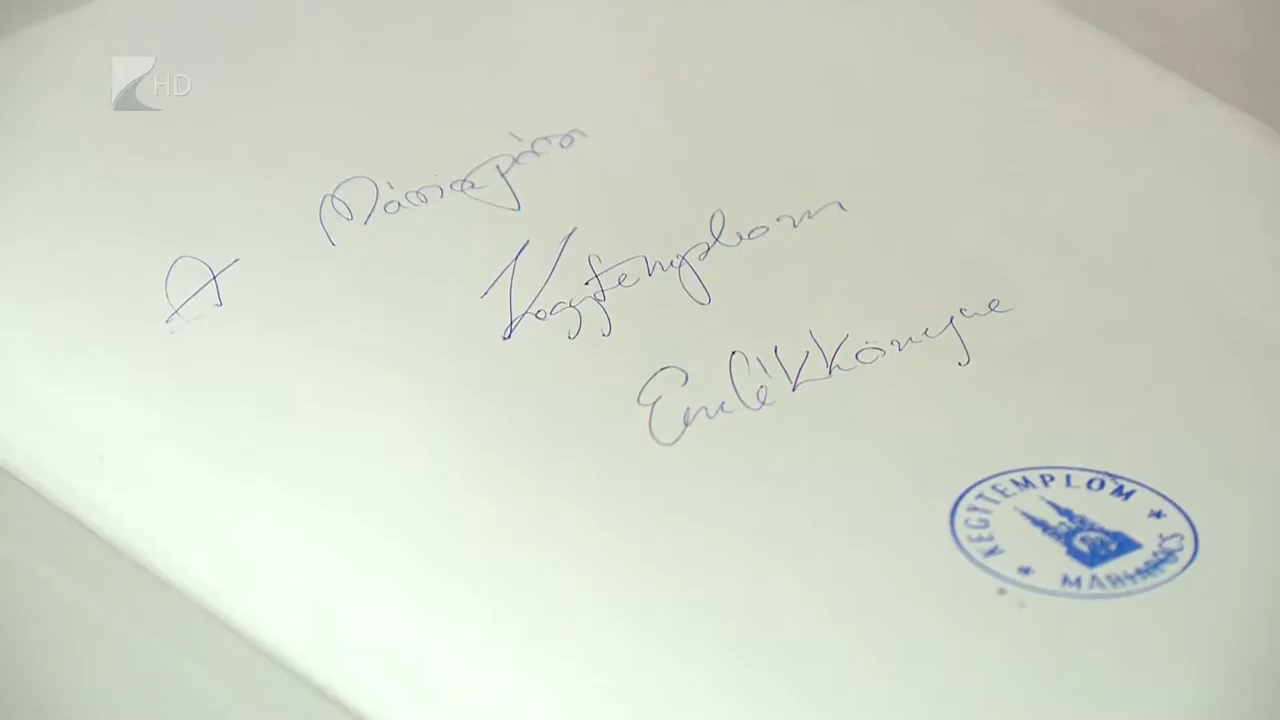 HD
A Máriapócsi
Kegytemplom
Emlékkönyve
KEGYTEMPLOM
MÁRIAPÓCS